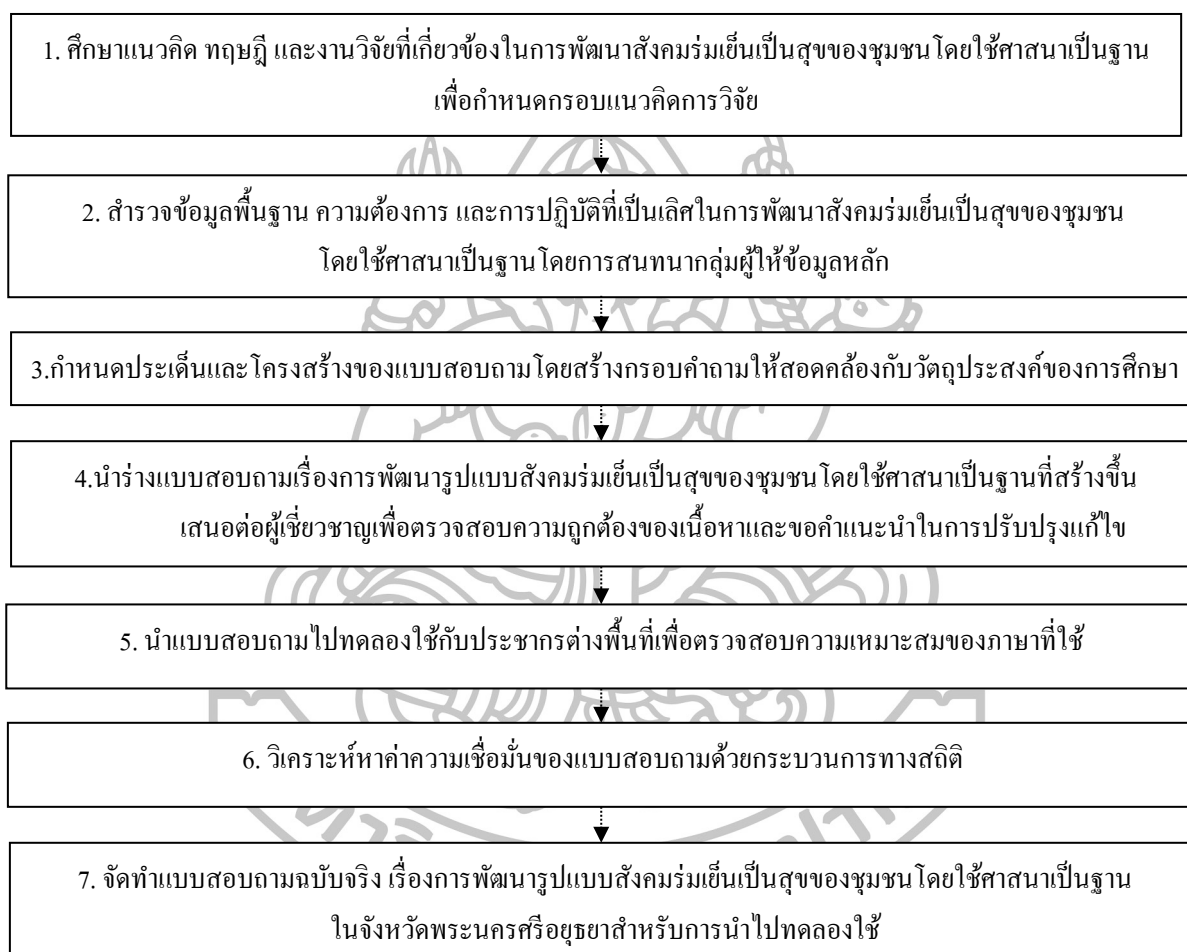 1. ศึกษาแนวคิด ทฤษฎี และงานวิจัยที่เกี่ยวข้องในการพัฒนาสังคมร่มเย็นเป็นสุขของชุมชนโดยใช้ศาสนาเป็นฐาน
เพื่อกำหนดกรอบแนวคิดการวิจัย
2. สำรวจข้อมูลพื้นฐาน ความต้องการ และการปฏิบัติที่เป็นเลิศในการพัฒนาสังคมร่มเย็นเป็นสุขของชุมชน
โดยใช้ศาสนาเป็นฐานโดยการสนทนากลุ่มผู้ให้ข้อมูลหลัก
3.กำหนดประเด็นและโครงสร้างของแบบสอบถามโดยสร้างกรอบคำถามให้สอดคล้องกับวัตถุประสงค์ของการศึกษา
4.นำร่างแบบสอบถามเรื่องการพัฒนารูปแบบสังคมร่มเย็นเป็นสุขของชุมชนโดยใช้ศาสนาเป็นฐานที่สร้างขึ้น
เสนอต่อผู้เชี่ยวชาญเพื่อตรวจสอบความถูกต้องของเนื้อหาและขอคำแนะนำในการปรับปรุงแก้ไข
5. นำแบบสอบถามไปทดลองใช้กับประชากรต่างพื้นที่เพื่อตรวจสอบความเหมาะสมของภาษาที่ใช้
6. วิเคราะห์หาค่าความเชื่อมั่นของแบบสอบถามด้วยกระบวนการทางสถิติ
7. จัดทำแบบสอบถามฉบับจริง เรื่องการพัฒนารูปแบบสังคมร่มเย็นเป็นสุขของชุมชนโดยใช้ศาสนาเป็นฐาน
ในจังหวัดพระนครศรีอยุธยาสำหรับการนำไปทดลองใช้